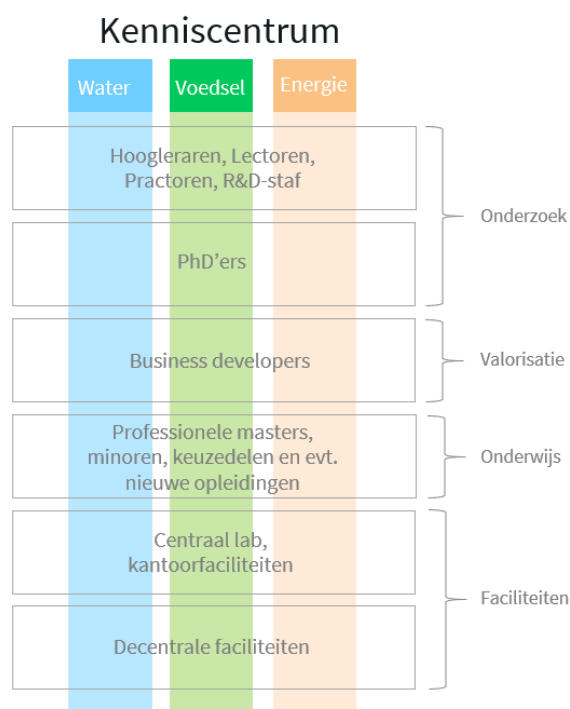 Kenniscentrum
Water
Voedsel
Energie
Hoogleraren, Lectoren,
Practoren, R&D-staf
Onderzoek
PhD'ers
Business developers
Valorisatie
Professionele masters,
minoren, keuzedelen en evt.
nieuwe opleidingen
Onderwijs
Centraal lab,
kantoorfaciliteiten
Faciliteiten
Decentrale faciliteiten